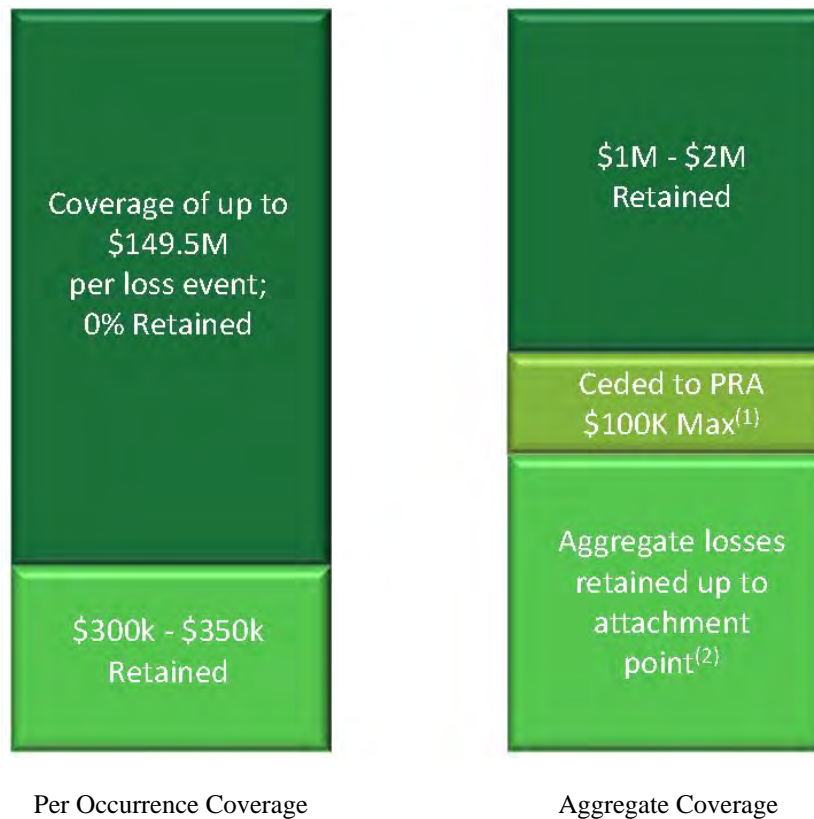 Coverage of up to
$149.5M
per loss event;
0% Retained
$300k - $350k
Retained
$1M - $2M
Retained
Ceded to PRA
$100K Max(1)
Aggregate losses
retained up to
attachment
point(2)
Per Occurrence Coverage
Aggregate Coverage